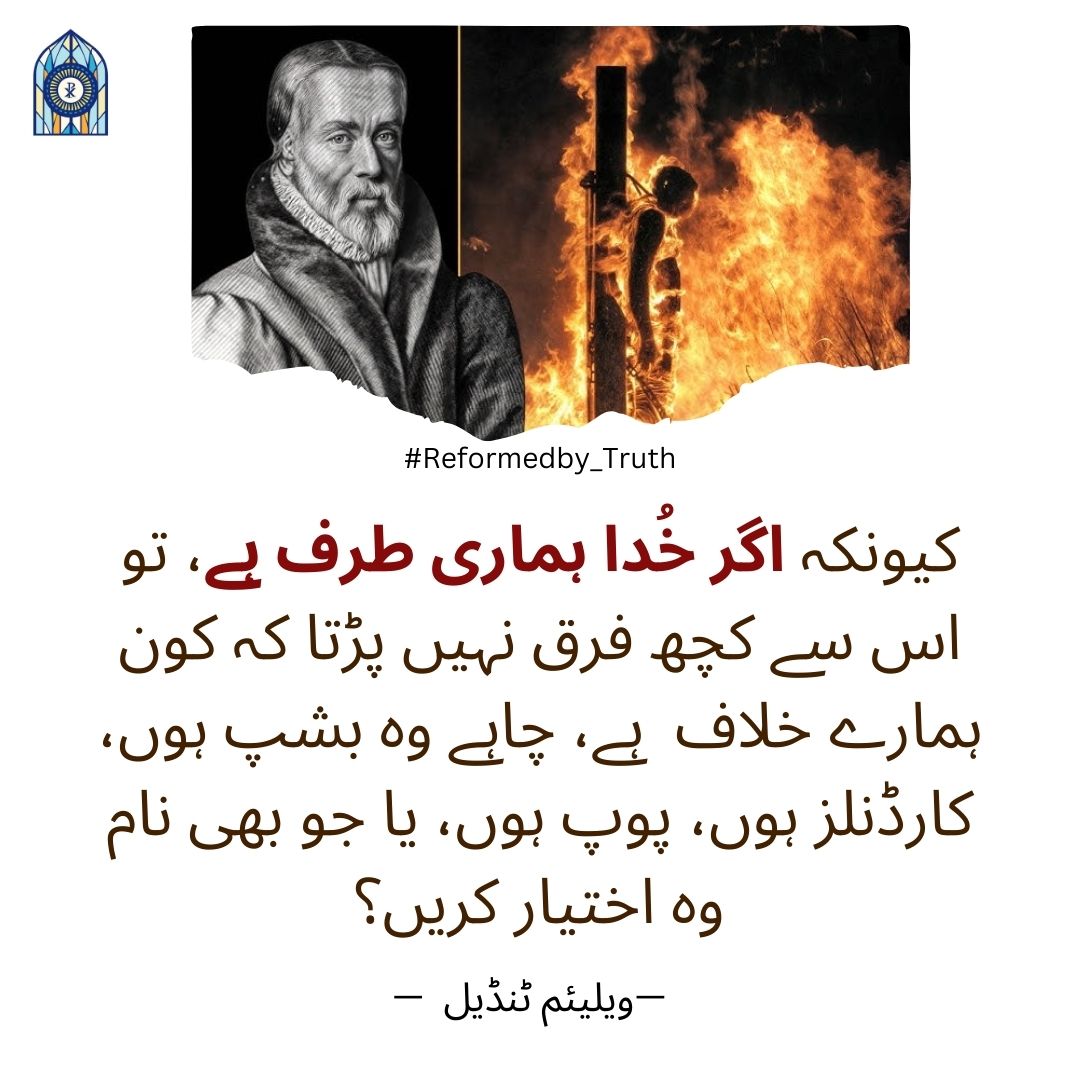 #Reformedby_Truth
کیونکہ اگر خُدا ہماری طرف ہے، تو
اس سے کچھ فرق نہیں پڑتا کہ کون
ہمارے خلاف ہے، چاہے وہ بشپ ہوں،
کارڈنلز ہوں، پوپ ہوں، یا جو بھی نام
وہ اختیار کریں؟
—ویلیئم ٹنڈیل —